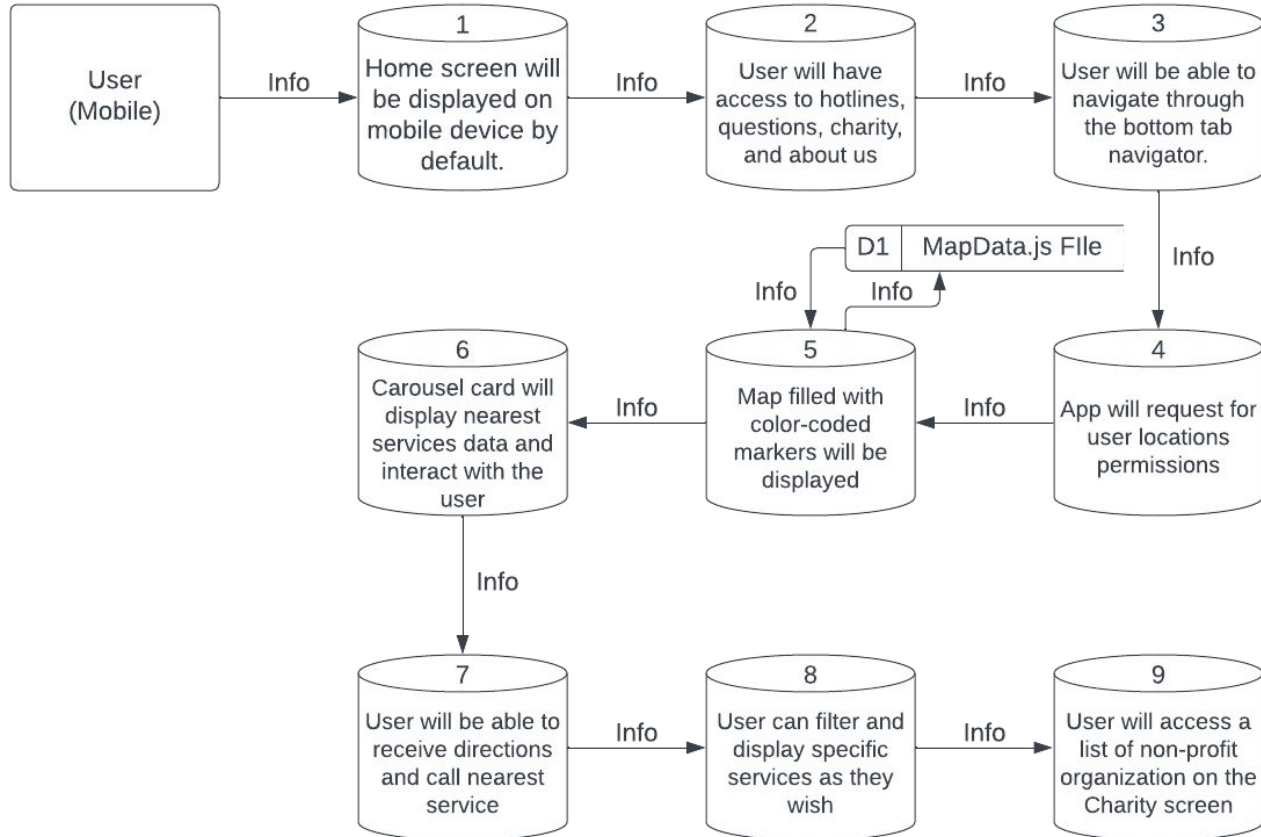 User
(Mobile)
Info
1
Home screen will
be displayed on
mobile device by
default.
Info
2
User will have
access to hotlines,
questions, charity,
and about us
Info
3
User will be able to
navigate through
the bottom tab
navigator.
Info
D1 MapData.js FIle
Info
Info
4
App will request for
user locations
permissions
Info
5
Map filled with
color-coded
markers will be
displayed
Info
6
Carousel card will
display nearest
services data and
interact with the
user
Info
7
User will be able to
receive directions
and call nearest
service
Info
8
User can filter and
display specific
services as they
wish
Info
9
User will access a
list of non-profit
organization on the
Charity screen